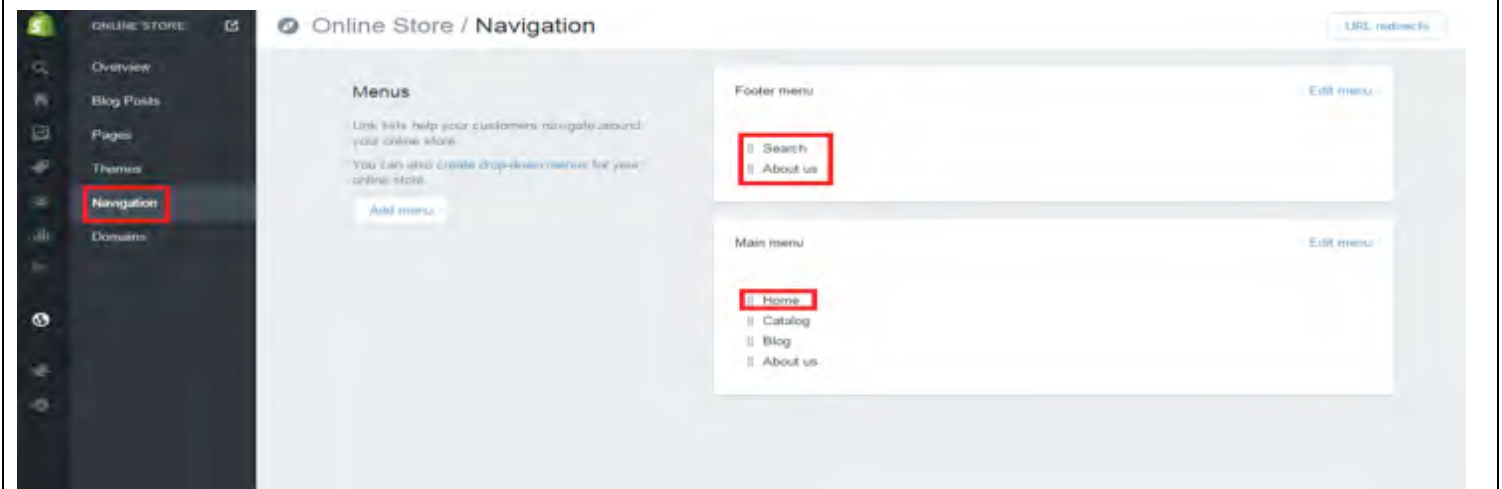 ONLINE STORE
Overview
Blog Posts
Pages
Themes
Navigation
Domains
Online Store / Navigation
URL redirects
Menus
Link lists help your customers navigate around
your online store.
You can also create drop-down menus for your
online store.
Add menu
Footer menu
Edit menu
Search
About us
Main menu
Edit menu
Home
Catalog
Blog
About us